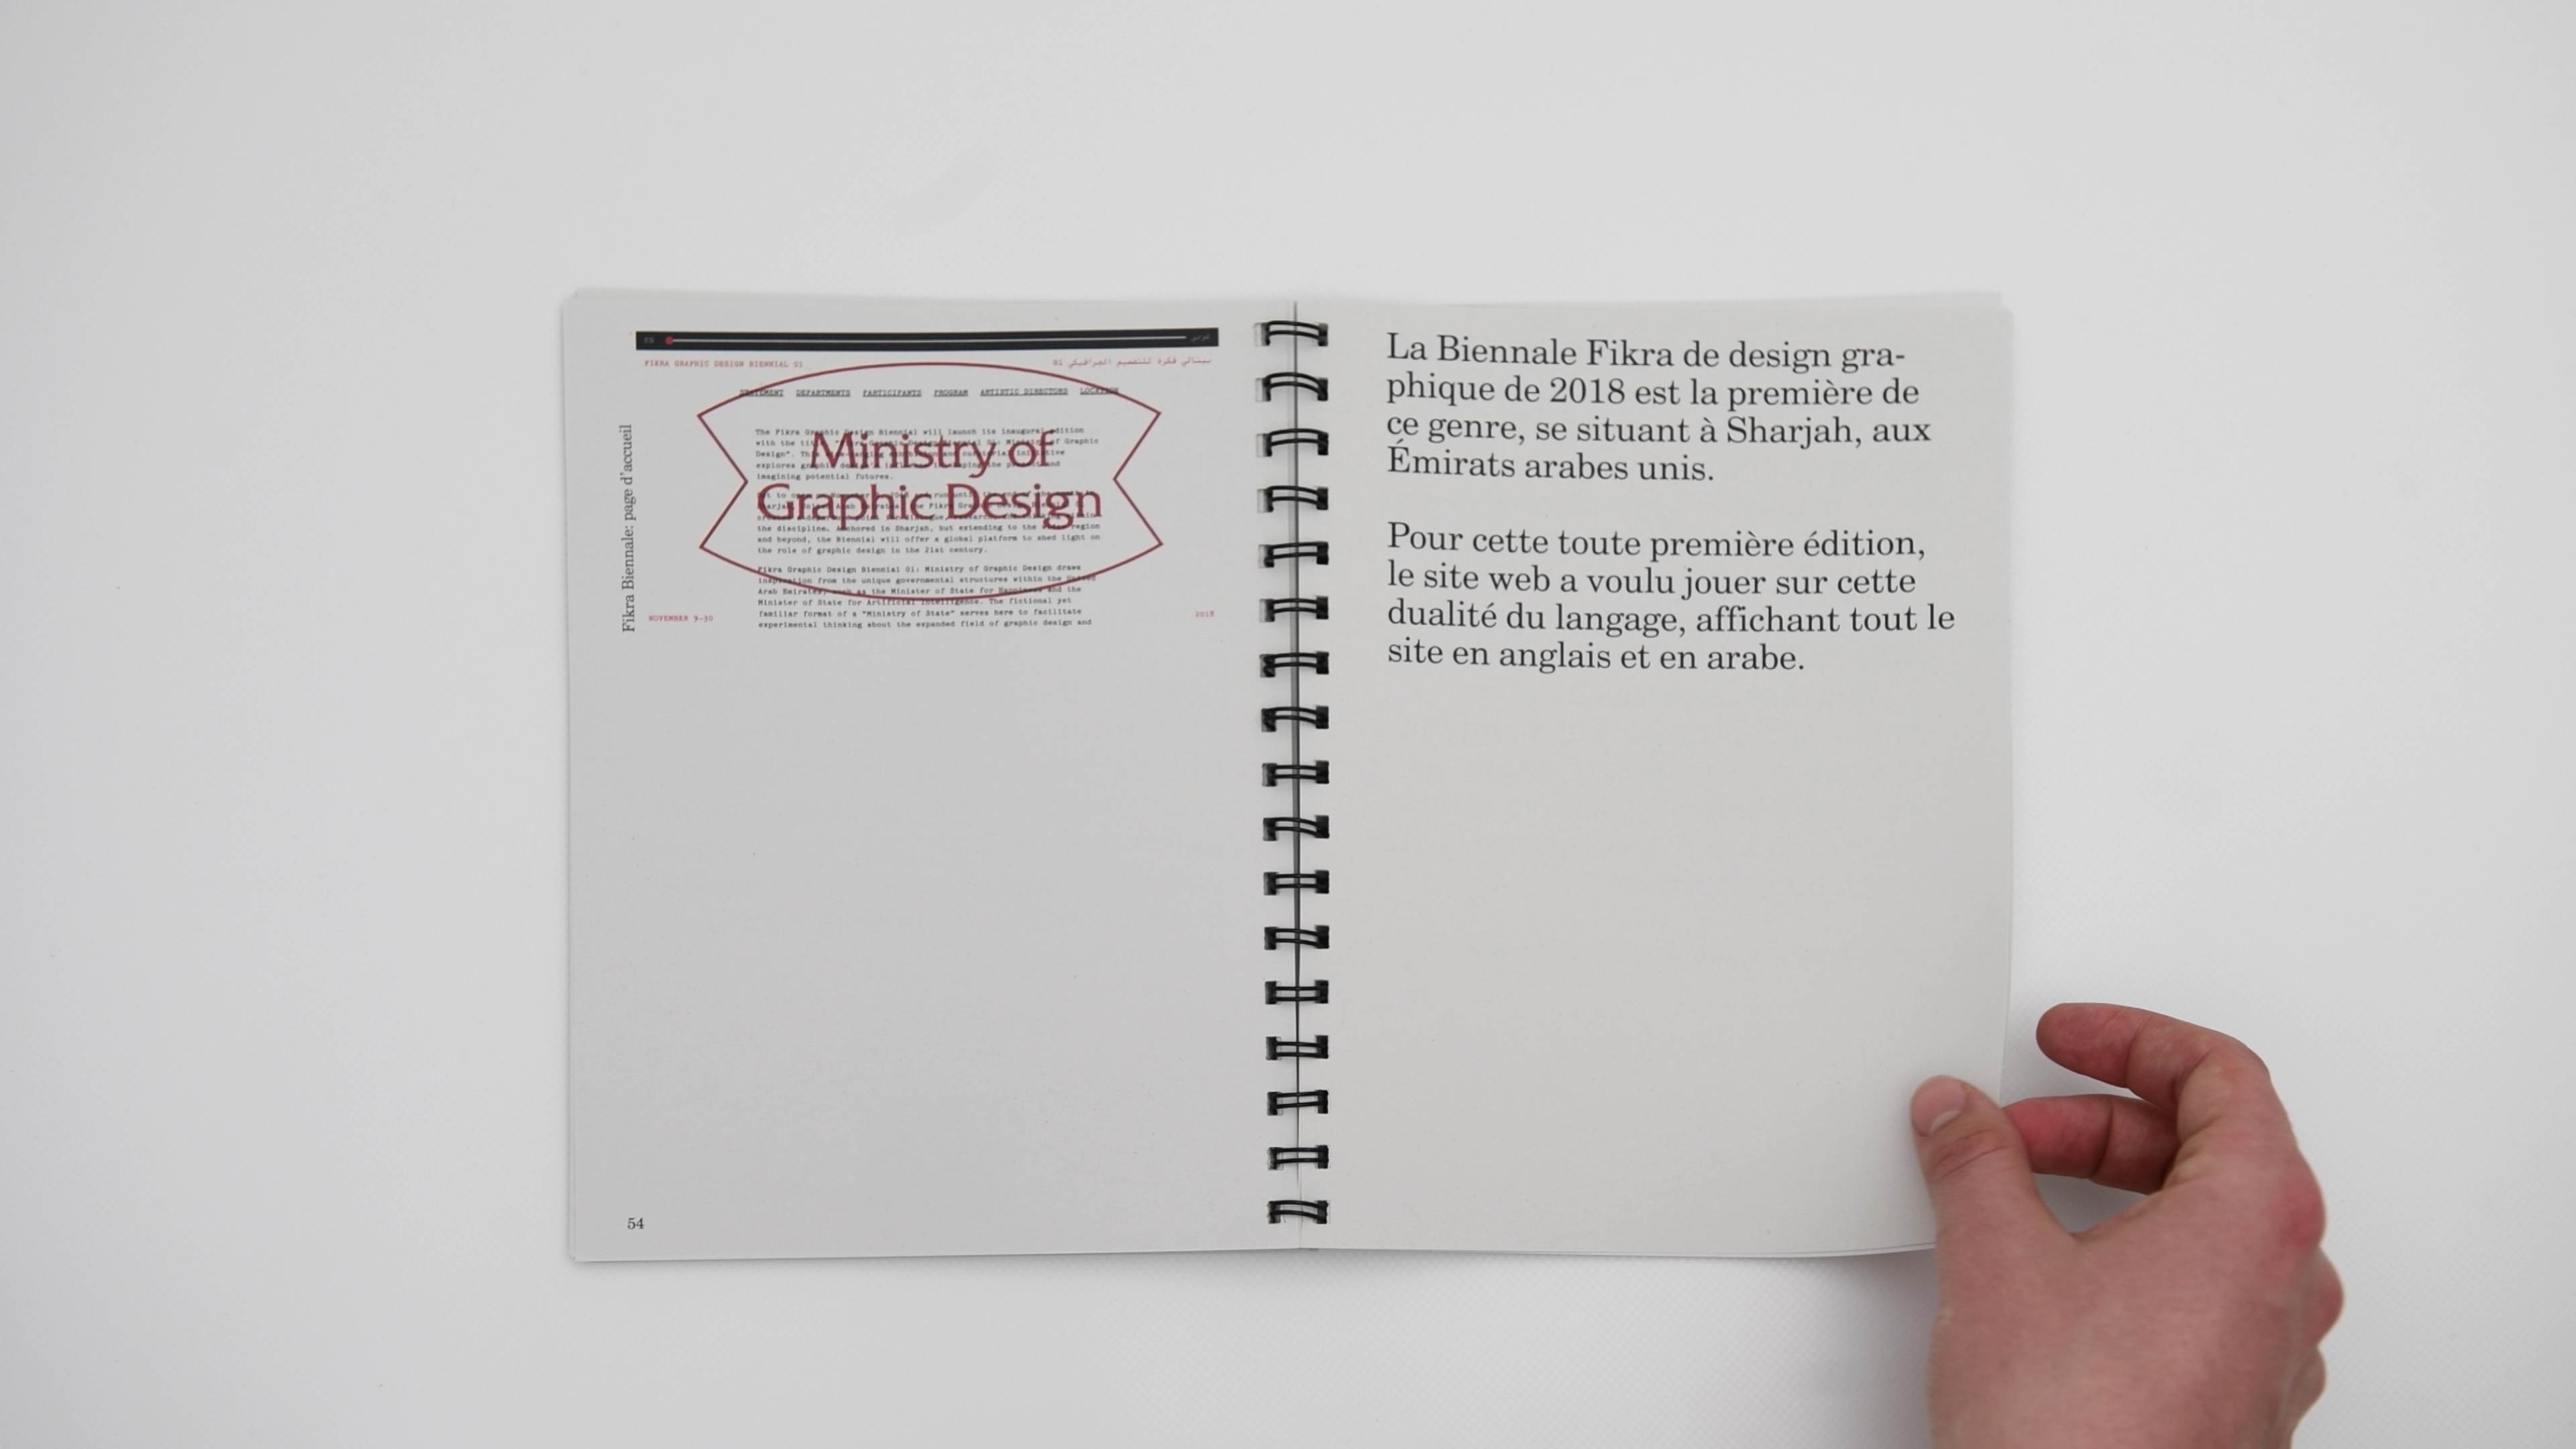 EN
عربي
FIKRA GRAPHIC DESIGN BIENNIAL 01
بينالي فكرة للتصميم الجرافيكي 01
STATEMENT DEPARTMENTS PARTICIPANTS PROGRAM ARTISTIC DIRECTORS LOCATION
Ministry of
Graphic Design
The Fikra Graphic Design Biennial will launch its inaugural edition
with the of Graphic
Design".
explores graphic the and
imagining potential futures.
the discipline. Anchored in Sharjah, but extending to the region
and beyond, the Biennial will offer a global platform to shed light on
the role of graphic design in the 21st century.
Fikra Graphic Design Biennial 01: Ministry of Graphic Design draws
inspiration from the unique governmental structures within the United
Arab Emirates, such as the Minister of State for Happiness and the
Minister of State for Artificial Intelligence. The fictional yet
familiar format of a "Ministry of State" serves here to facilitate
experimental thinking about the expanded field of graphic design and
NOVEMBER 9-30
2018
Fikra Biennale: page d'accueil
54
La Biennale Fikra de design gra-
phique de 2018 est la première de
ce genre, se situant à Sharjah, aux
Émirats arabes unis.
Pour cette toute première édition,
le site web a voulu jouer sur cette
dualité du langage, affichant tout le
site en anglais et en arabe.